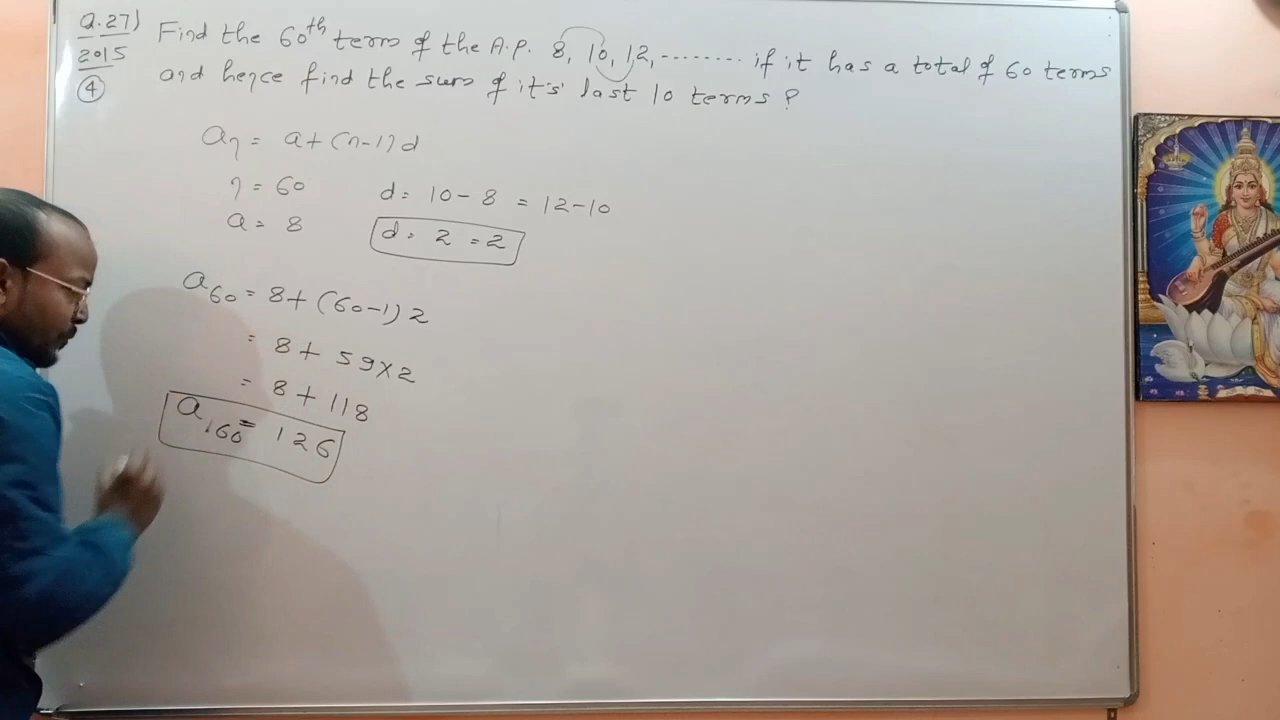 Q.27) Find the 60th term of the A.P. 8, 10, 12, -------- if it has a total of 60 terms
2015 and hence find the sum of it's last 10 terms ?
4
an = a+(n-1)d
n = 60 d = 10-8 = 12-10
a = 8 d = 2 = 2
a60 = 8+(60-1)2
= 8+ 59×2
= 8+118
a160 = 126